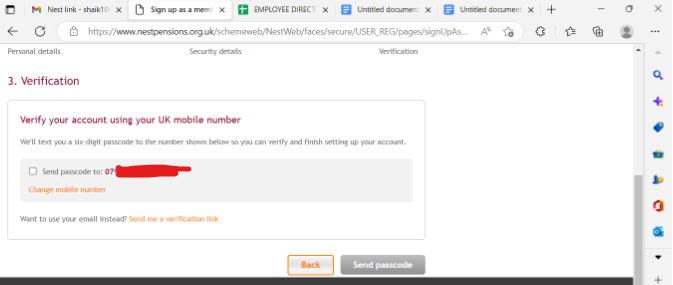 Nest link - shaik10
Sign up as a mem
EMPLOYEE DIRECT
Untitled documen
Untitled documen
https://www.nestpensions.org.uk/schemeweb/NestWeb/faces/secure/USER_REG/pages/signUpAs...
Personal details Security details Verification
3. Verification
Verify your account using your UK mobile number
We'll text you a six-digit passcode to the number shown below so you can verify and finish setting up your account.
Send passcode to: 07
Change mobile number
Want to use your email instead? Send me a verification link
Back Send passcode